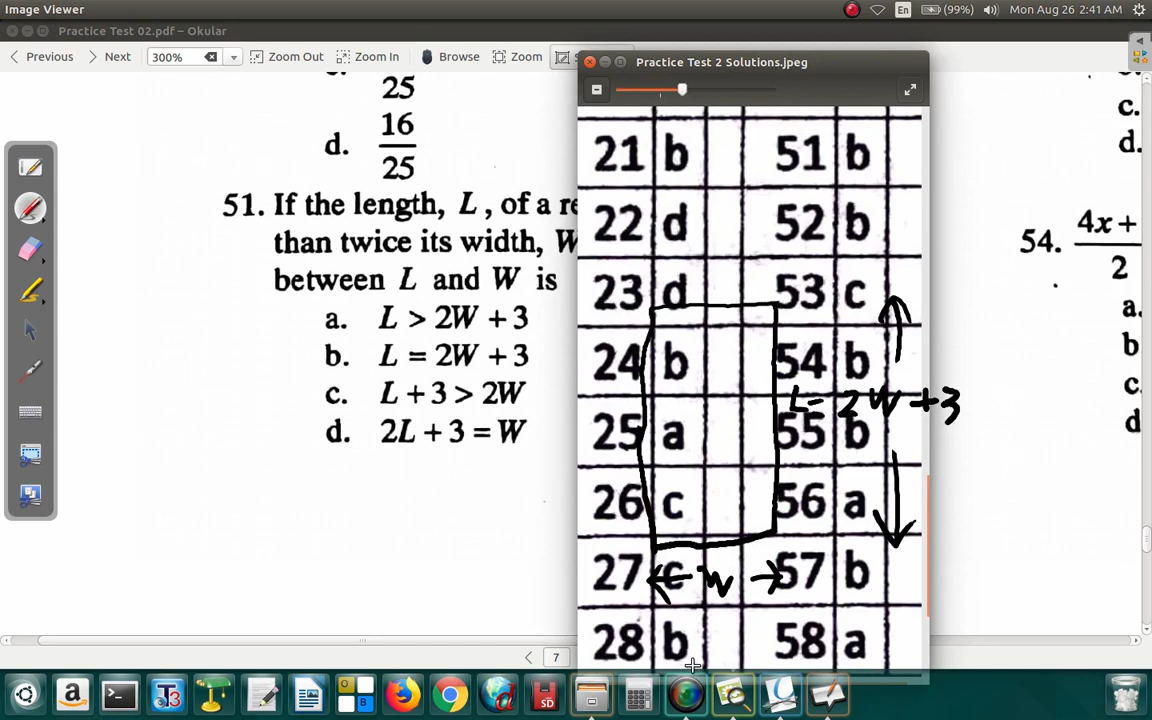 Image Viewer
En
(99%)
Mon Aug 26 2:41 AM
Practice Test 02.pdf – Okular
Previous
Next
300%
Zoom Out
Zoom In
Browse
Zoom
25
d. 16
25
51. If the length, L, of a re
than twice its width, W
between L and W is
a. L > 2W + 3
b. L = 2W + 3
c. L + 3 > 2W
d. 2L + 3 = W
Practice Test 2 Solutions.jpeg
21 b 51 b
22 d 52 b
23 d 53 c
24 b 54 b
25 a 55 b
26 c 56 a
27 c 57 b
28 b 58 a
L= 2W+3
W
c.
d.
54. 4x +
2
a.
b
c.
d
7
SD